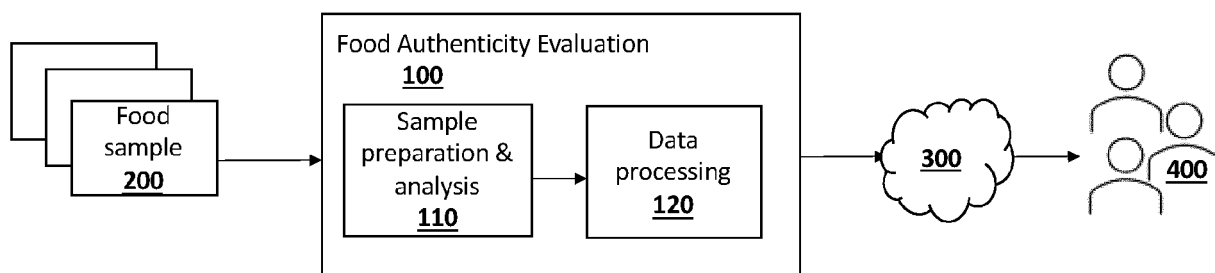 Food
sample
200
Food Authenticity Evaluation
100
Sample
preparation &
analysis
110
Data
processing
120
300
400